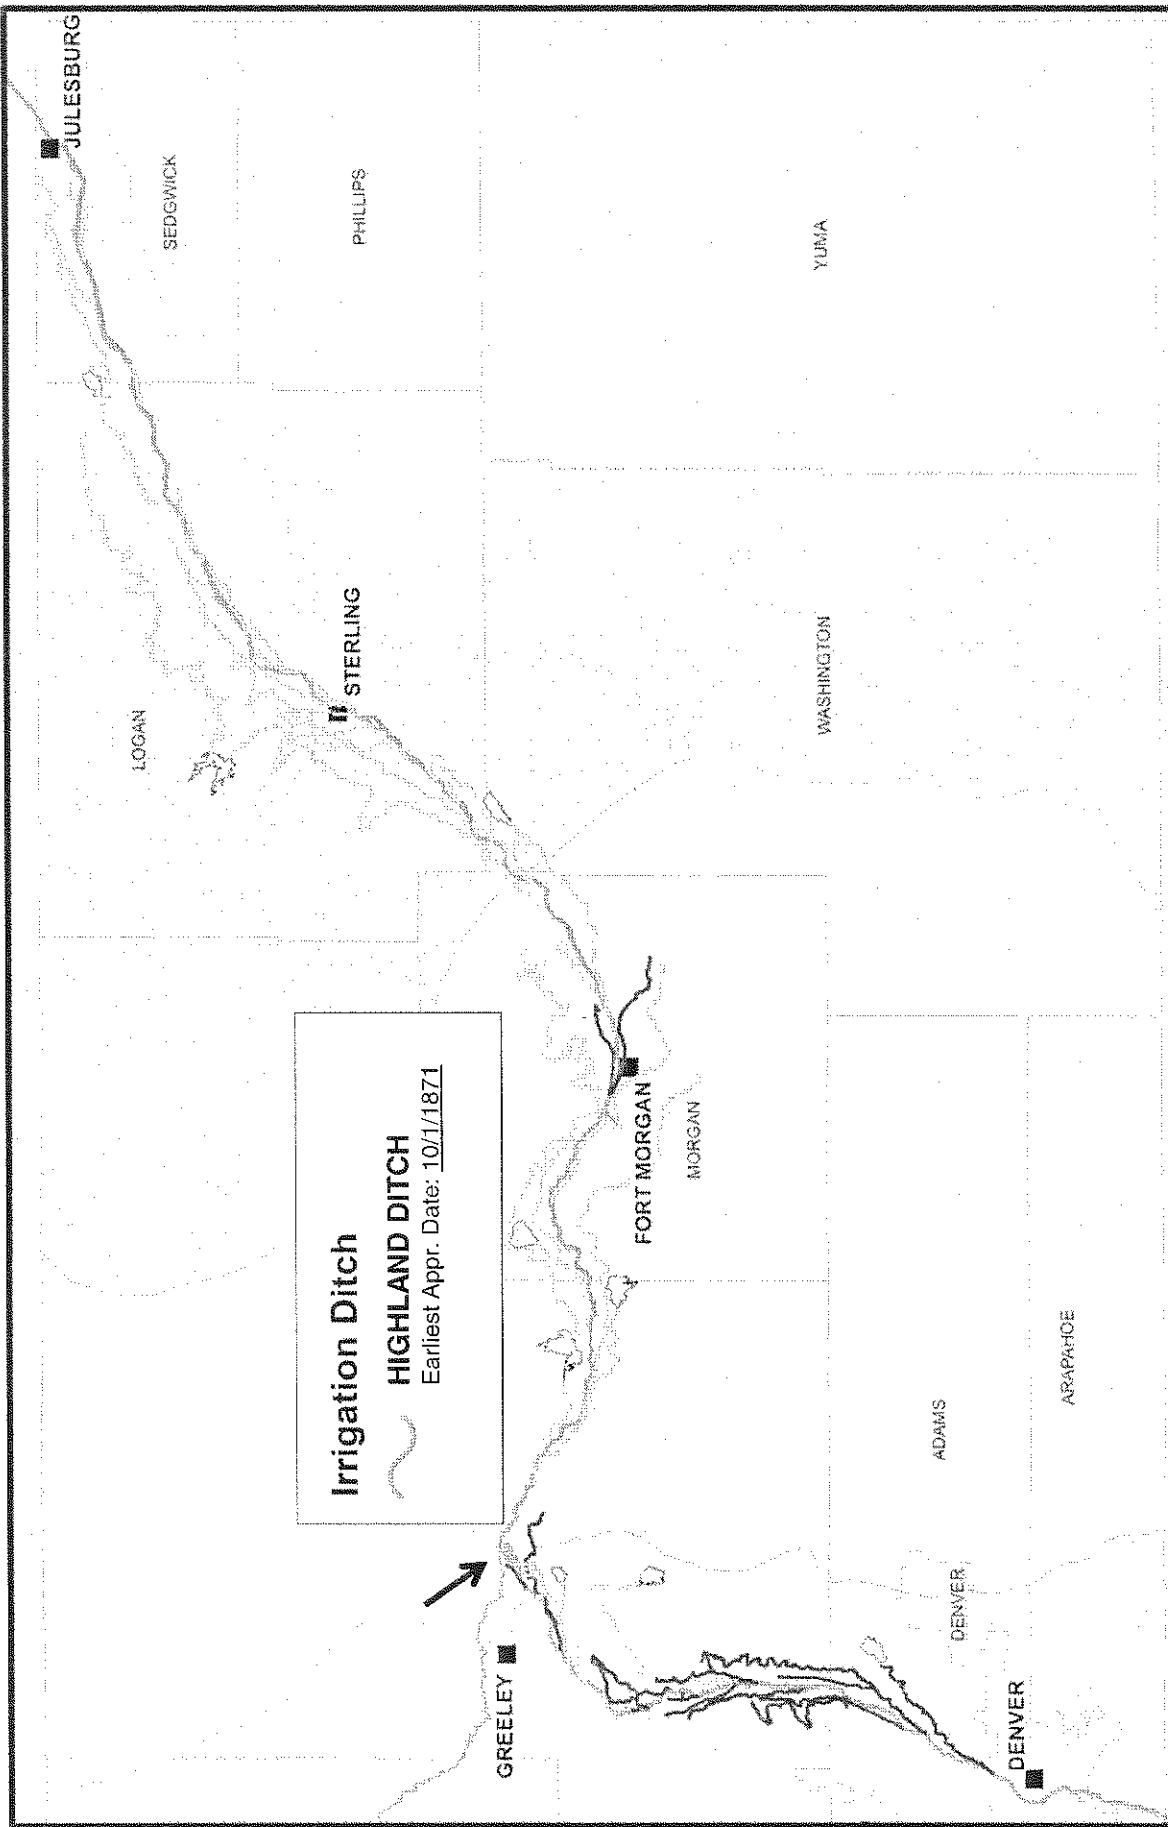 Irrigation Ditch
HIGHLAND DITCH
Earliest Appr. Date: 10/1/1871
JULESBURG
SEDGWICK
PHILLIPS
YUMA
LOGAN
STERLING
WASHINGTON
FORT MORGAN
MORGAN
GREELEY
ADAMS
ARAPAHOE
DENVER
DENVER